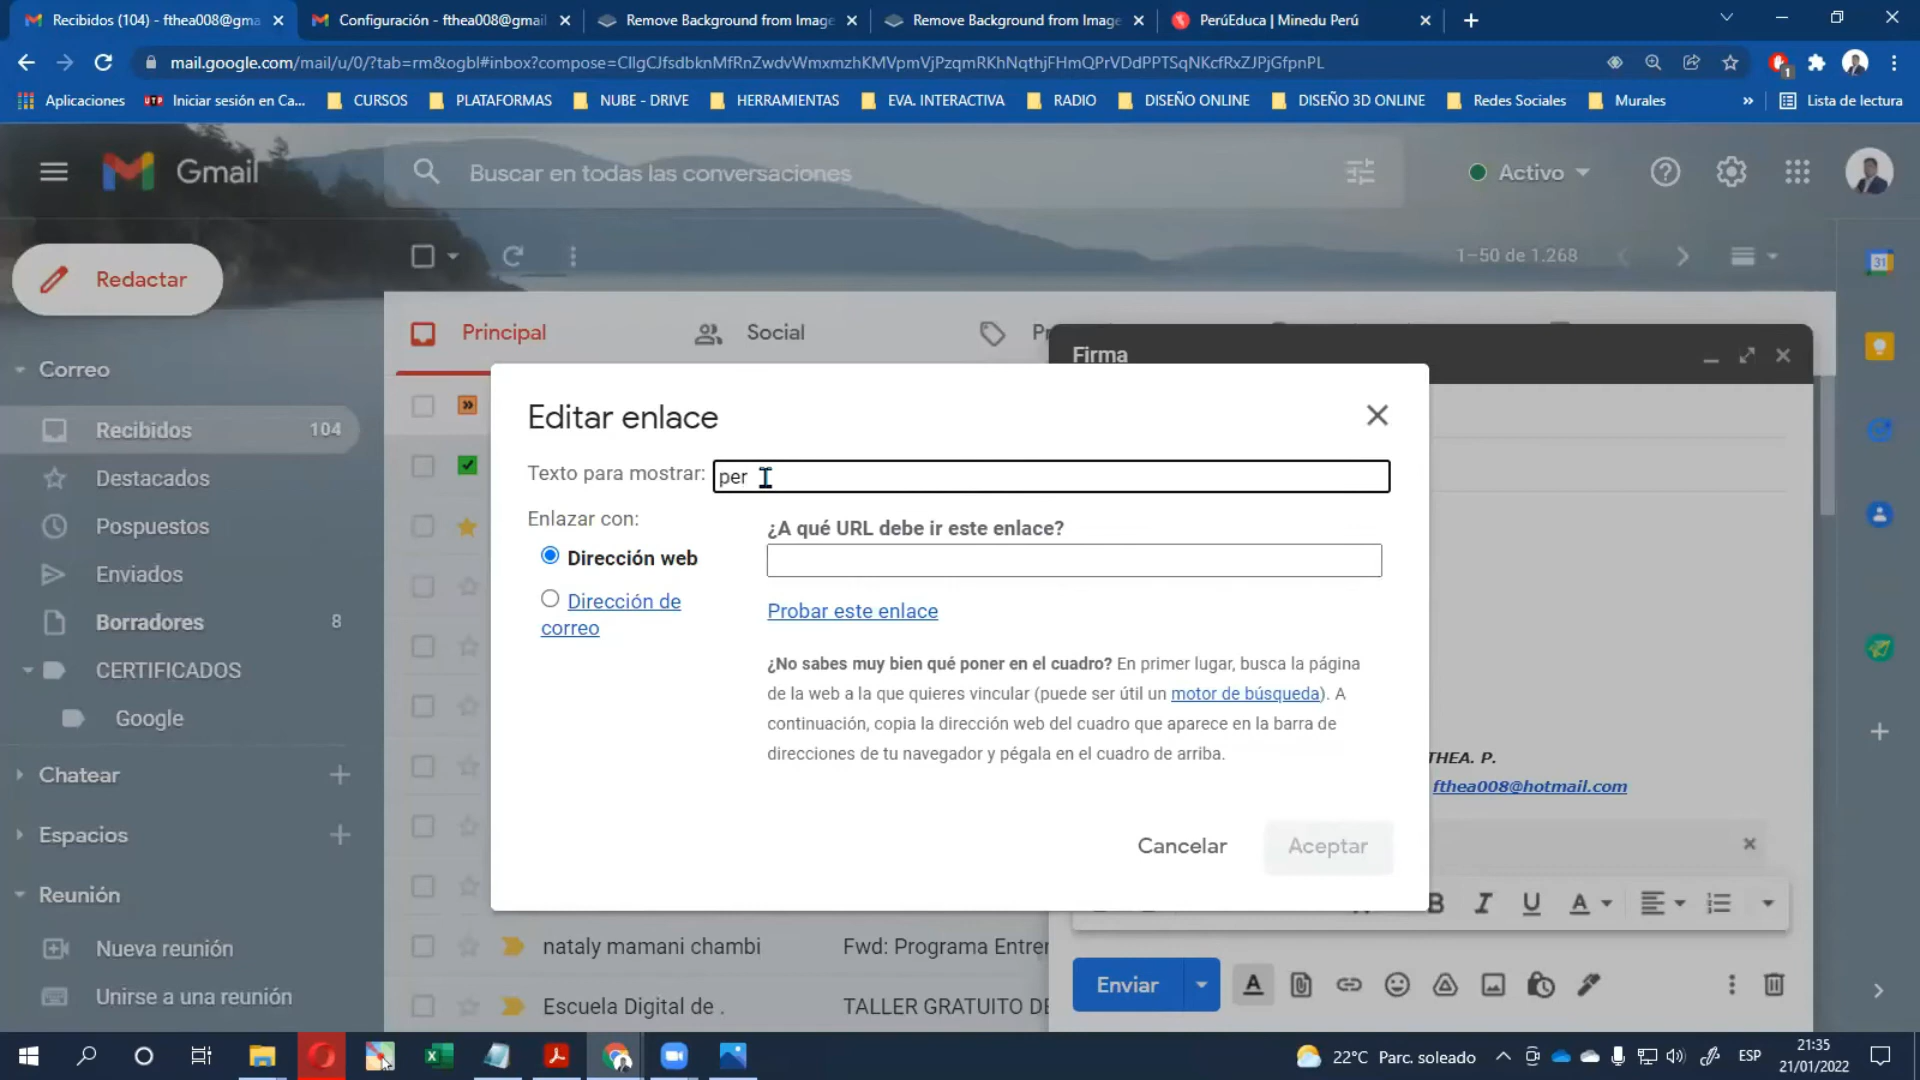 Recibidos (104) - fthea008@gma
Configuración - fthea008@gmail
Remove Background from Image
Remove Background from Image
PerúEduca | Minedu Perú
mail.google.com/mail/u/0/?tab=rm&ogbl#inbox?compose=CllgCJfsdbknMfRnZwdvWmxmzhKMVpmVjPzqmRKhNqthjFHmQPrVDdPPTSqNKcfRxZJPjGfpnPL
1
Aplicaciones
UTP Iniciar sesión en Ca...
CURSOS
PLATAFORMAS
NUBE - DRIVE
HERRAMIENTAS
EVA. INTERACTIVA
RADIO
DISEÑO ONLINE
DISEÑO 3D ONLINE
Redes Sociales
Murales
»
Lista de lectura
Gmail
Buscar en todas las conversaciones
Activo
Redactar
1–50 de 1.268
31
Principal
Social
Pr
Firma
Correo
Recibidos 104
Destacados
Pospuestos
Enviados
Borradores 8
CERTIFICADOS
Google
Chatear
Espacios
Reunión
Nueva reunión
Unirse a una reunión
Editar enlace
Texto para mostrar: per
Enlazar con:
Dirección web
Dirección de
correo
¿A qué URL debe ir este enlace?
Probar este enlace
¿No sabes muy bien qué poner en el cuadro? En primer lugar, busca la página
de la web a la que quieres vincular (puede ser útil un motor de búsqueda). A
continuación, copia la dirección web del cuadro que aparece en la barra de
direcciones de tu navegador y pégala en el cuadro de arriba.
Cancelar
Aceptar
THEA. P.
fthea008@hotmail.com
B I U A
nataly mamani chambi
Fwd: Programa Entrer
Escuela Digital de .
TALLER GRATUITO DE
Enviar
A
22°C Parc. soleado
ESP
21:35
21/01/2022